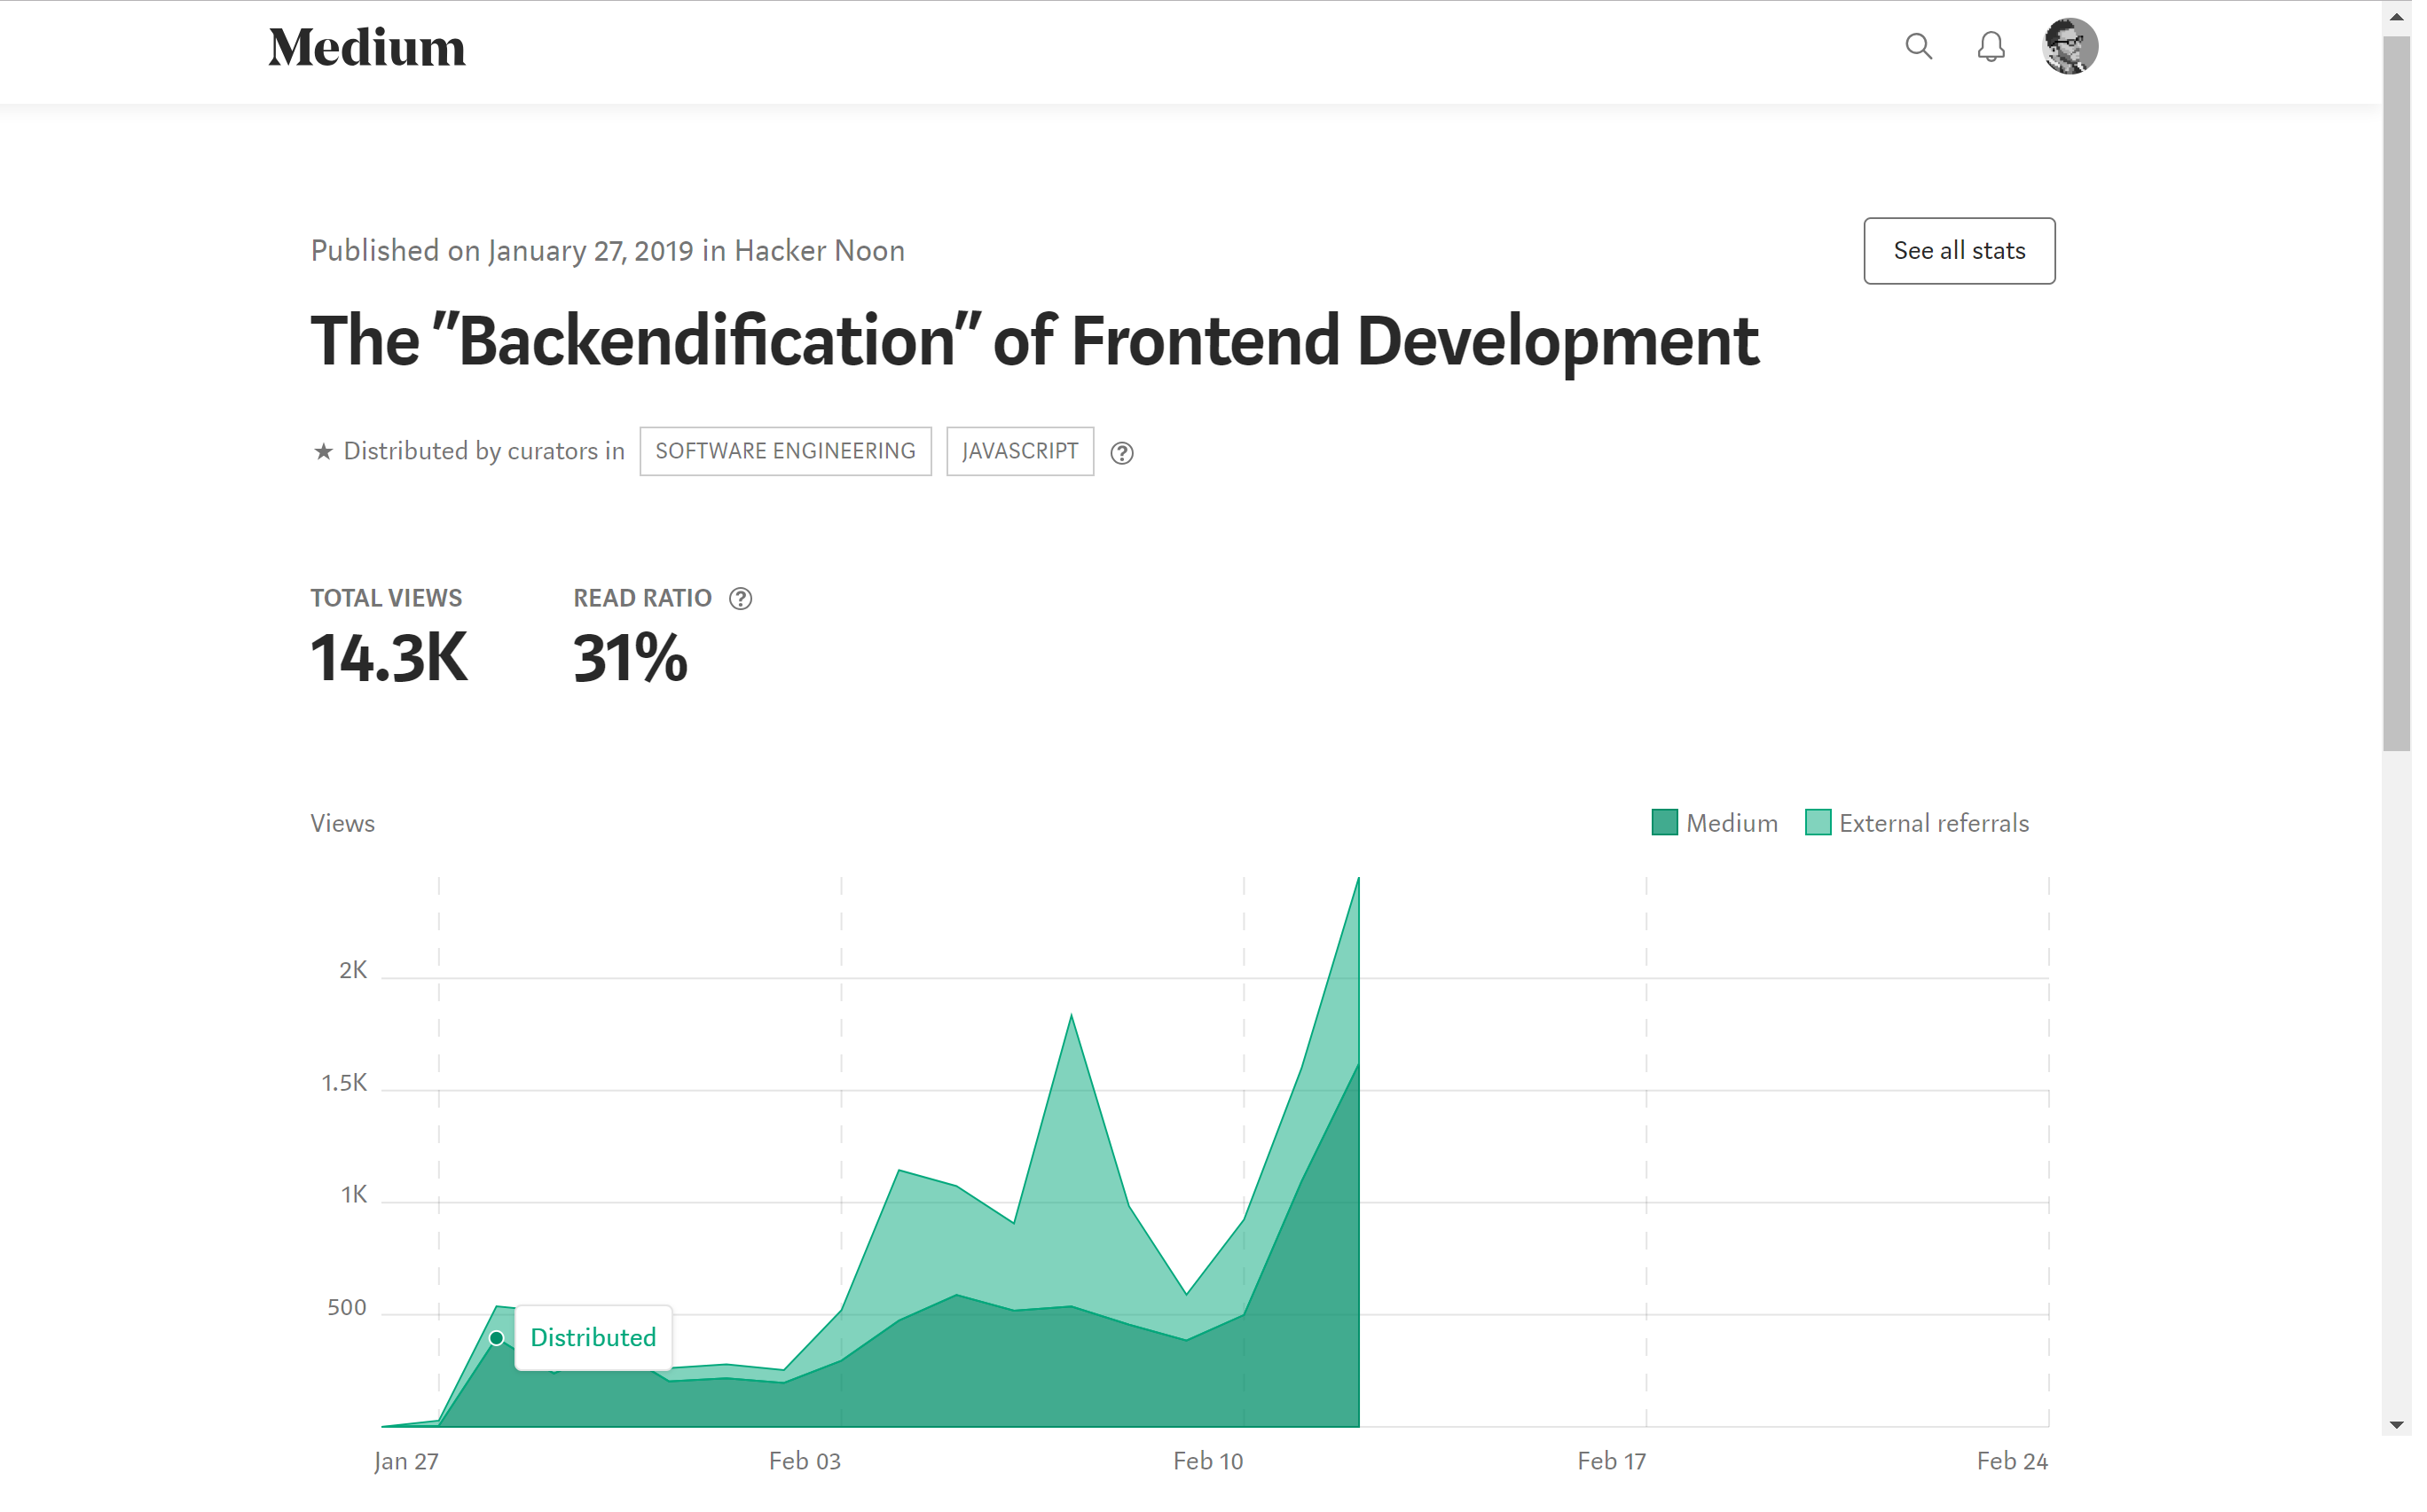 Medium
Published on January 27, 2019 in Hacker Noon
See all stats
The "Backendification" of Frontend Development
★ Distributed by curators in SOFTWARE ENGINEERING JAVASCRIPT ?
TOTAL VIEWS READ RATIO ?
14.3K 31%
Views Medium External referrals
2K
1.5K
1K
500
Distributed
Jan 27 Feb 03 Feb 10 Feb 17 Feb 24